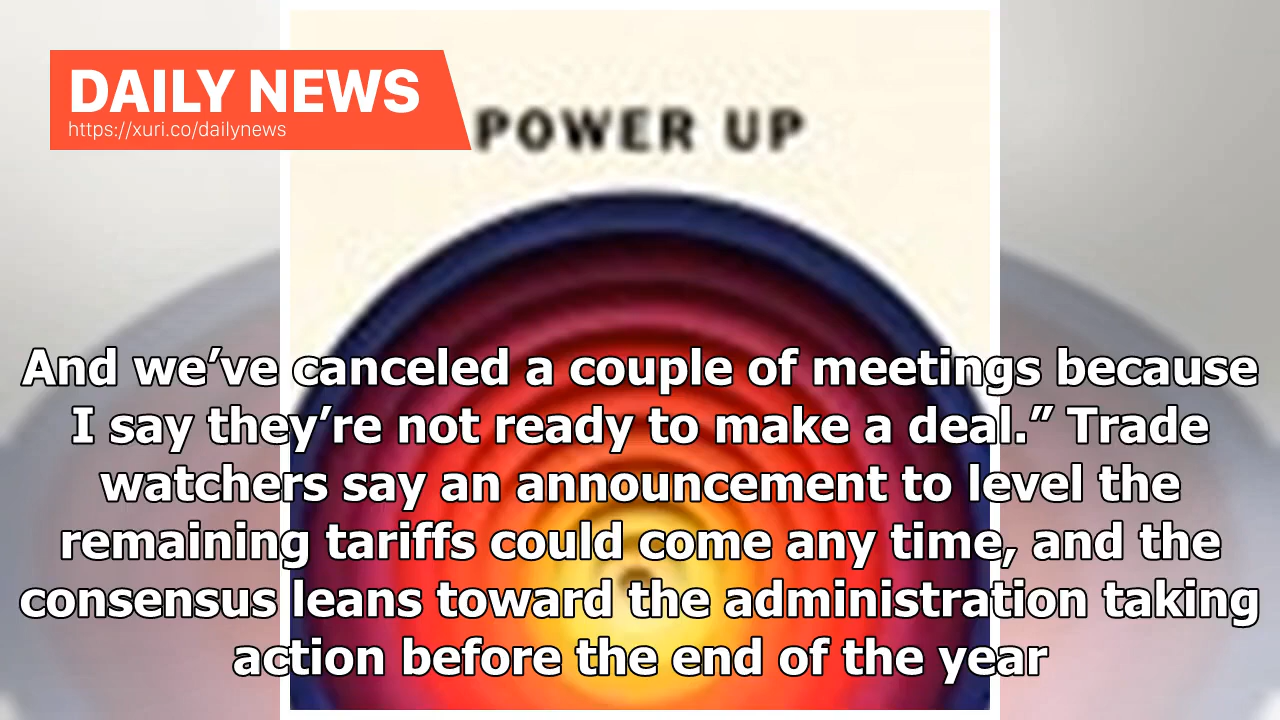 DAILY NEWS
https://xuri.co/dailynews
POWER UP
And we’ve canceled a couple of meetings because
I say they’re not ready to make a deal.” Trade
watchers say an announcement to level the
remaining tariffs could come any time, and the
consensus leans toward the administration taking
action before the end of the year